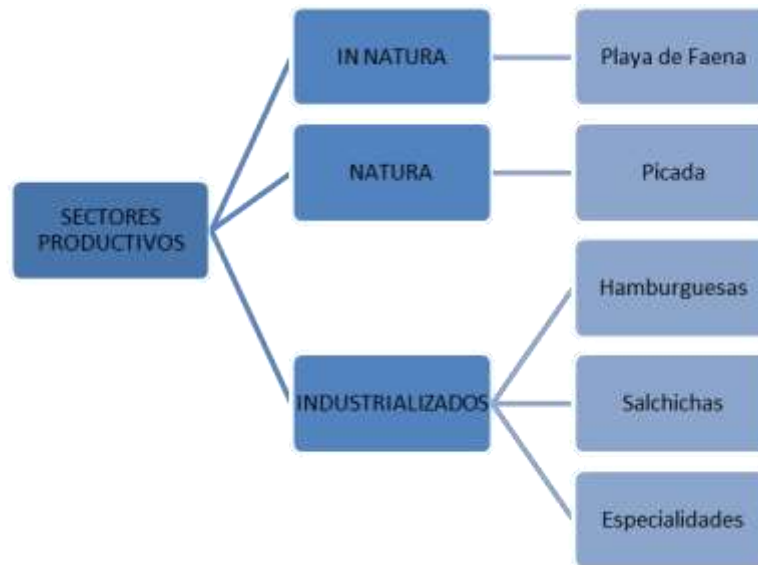 IN NATURA
Playa de Faena
NATURA
Picada
SECTORES
PRODUCTIVOS
Hamburguesas
INDUSTRIALIZADOS
Salchichas
Especialidades